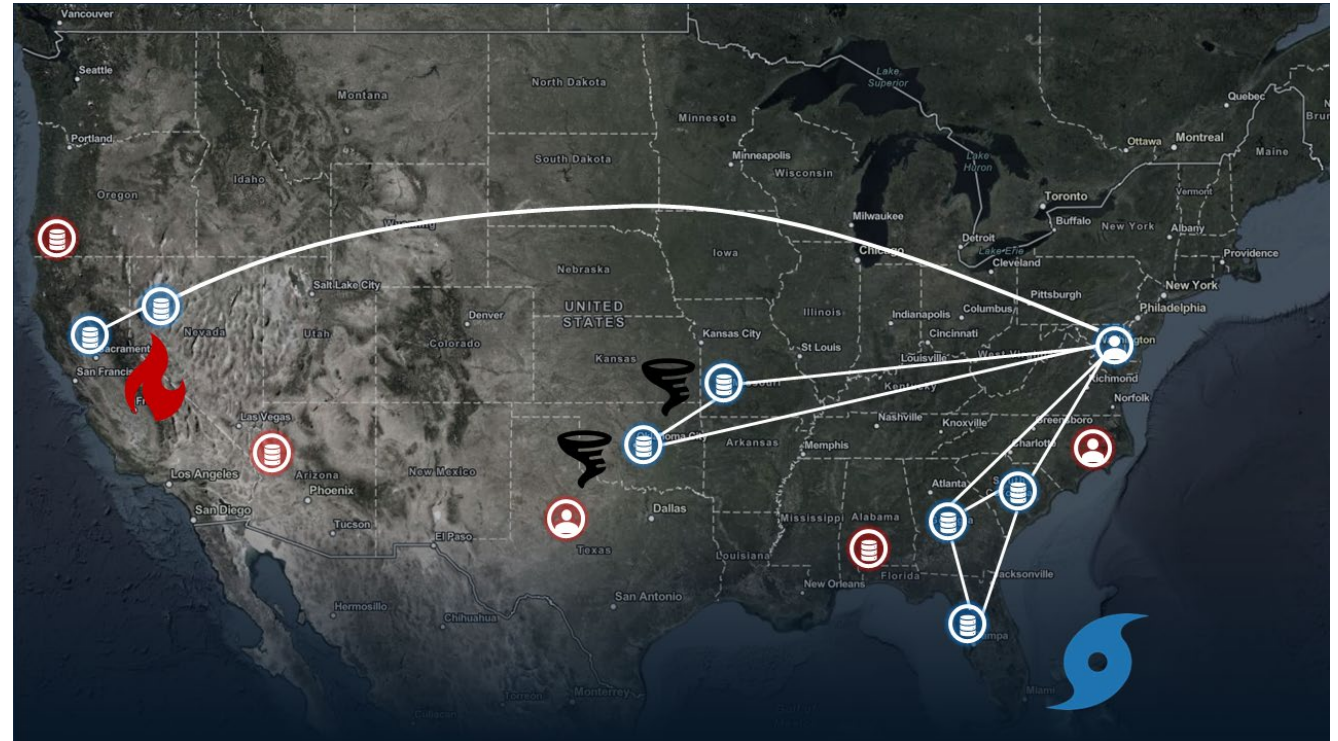 Vancouver
Seattle
Portland
Montana
North Dakota
Minnesota
Lake
Superior
Quebec
Ottawa
Montreal
Maine
South Dakota
Minneapolis
Wisconsin
Lake
Huron
Oregon
Idaho
Toronto
Vermont
Milwaukee
Buffalo
New York
Albany
Detroit
Lake Erie
Cleveland
Providence
Iowa
Nebraska
Salt Lake City
UNITED
STATES
Pittsburgh
New York
Philadelphia
Denver
Illinois
Indianapolis
Columbus
Nevada
Utah
Colorado
Kansas City
St Louis
Cincinnati
Kansas
Louisville
Kentucky
Richmond
Norfolk
Las Vegas
Nashville
Knoxville
Greensboro
Charlotte
Los Angeles
Arizona
New Mexico
Arkansas
Memphis
Phoenix
Atlanta
San Diego
Tucson
El Paso
Dallas
Mississippi
Alabama
Texas
Louisiana
New Orleans
Florida
Jacksonville
San Antonio
Hermosillo
Chihuahua
Miami
Torreon
Monterrey